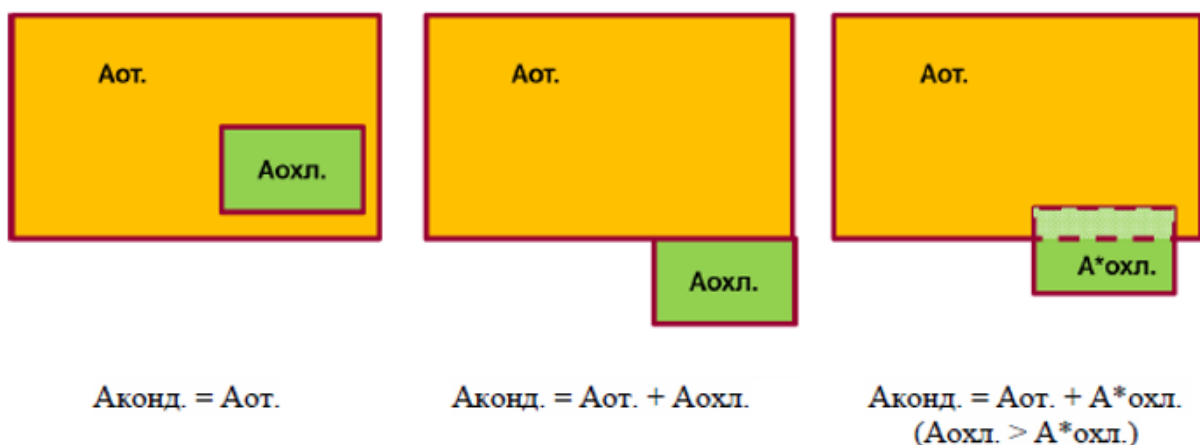 Аот.
Аот.
Аот.
Аохл.
Аохл.
А*охл.
Аконд. = Аот.
Аконд. = Аот. + Аохл.
Аконд. = Аот. + А*охл.
(Аохл. > А*охл.)